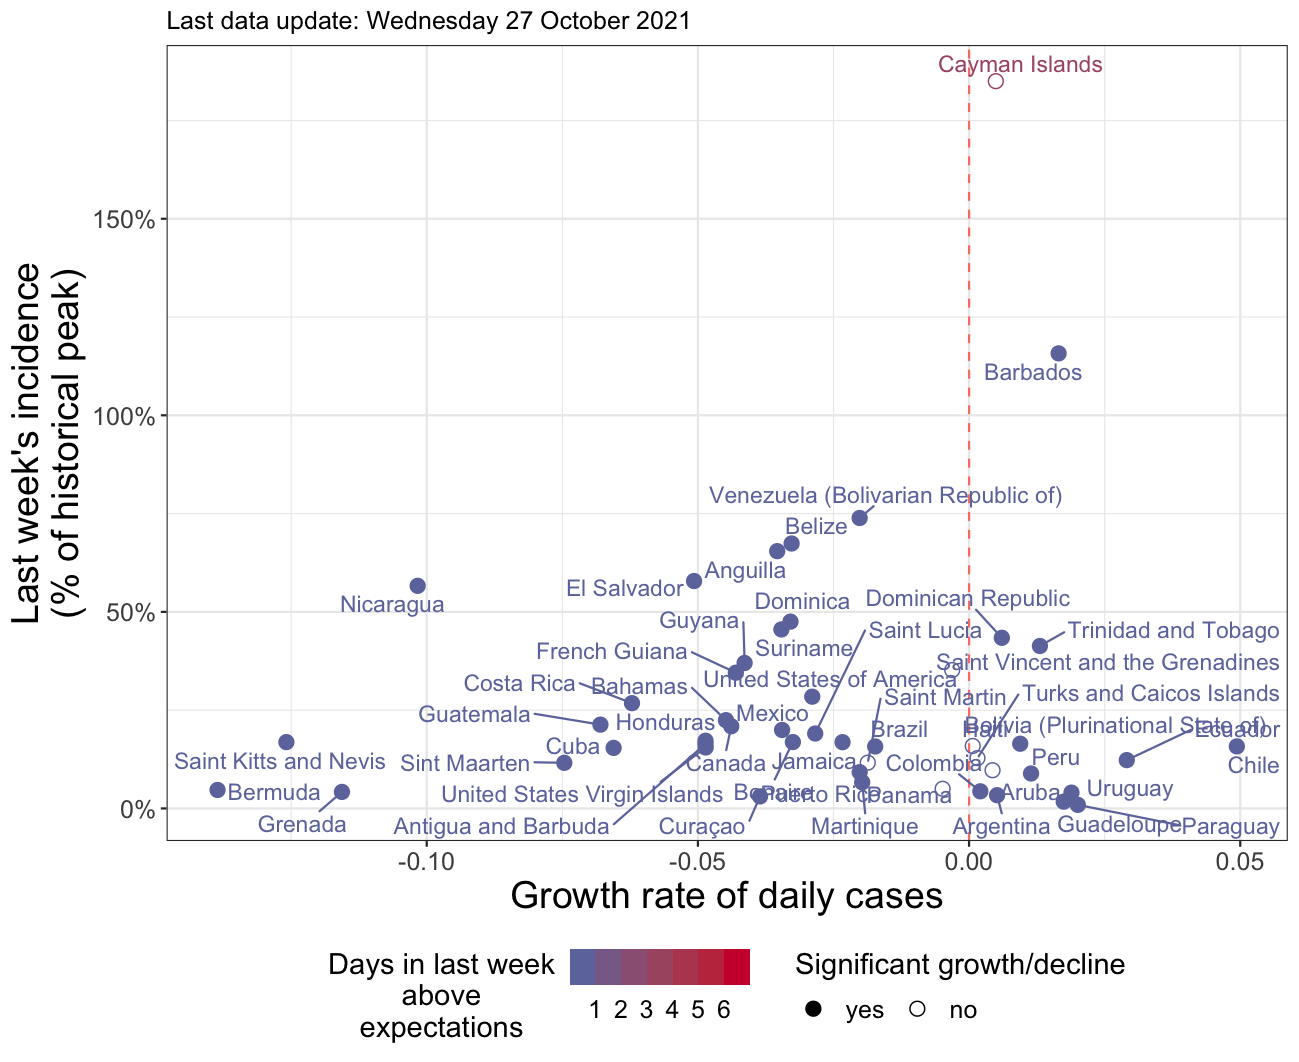 Last data update: Wednesday 27 October 2021
Cayman Islands
150%
Barbados
100%
Venezuela (Bolivarian Republic of)
Belize
Anguilla
El Salvador
Nicaragua
50%
Dominica
Dominican Republic
Guyana
Saint Lucia
Trinidad and Tobago
French Guiana
Suriname
Saint Vincent and the Grenadines
United States of America
Costa Rica
Bahamas
Saint Martin
Turks and Caicos Islands
Guatemala
Honduras
Mexico
Brazil
Haiti
Bolivia (Plurinational State of)
Ecuador
Cuba
Saint Kitts and Nevis
Sint Maarten
Canada
Jamaica
Colombia
Peru
Chile
Bermuda
United States Virgin Islands
Bonaire
Puerto Rico
Panama
Aruba
Uruguay
0%
Grenada
Antigua and Barbuda
Curaçao
Martinique
Argentina
Guadeloupe
Paraguay
-0.10
-0.05
0.00
0.05
Growth rate of daily cases
Last week's incidence
(% of historical peak)
Days in last week
above
expectations
1 2 3 4 5 6
Significant growth/decline
yes
no